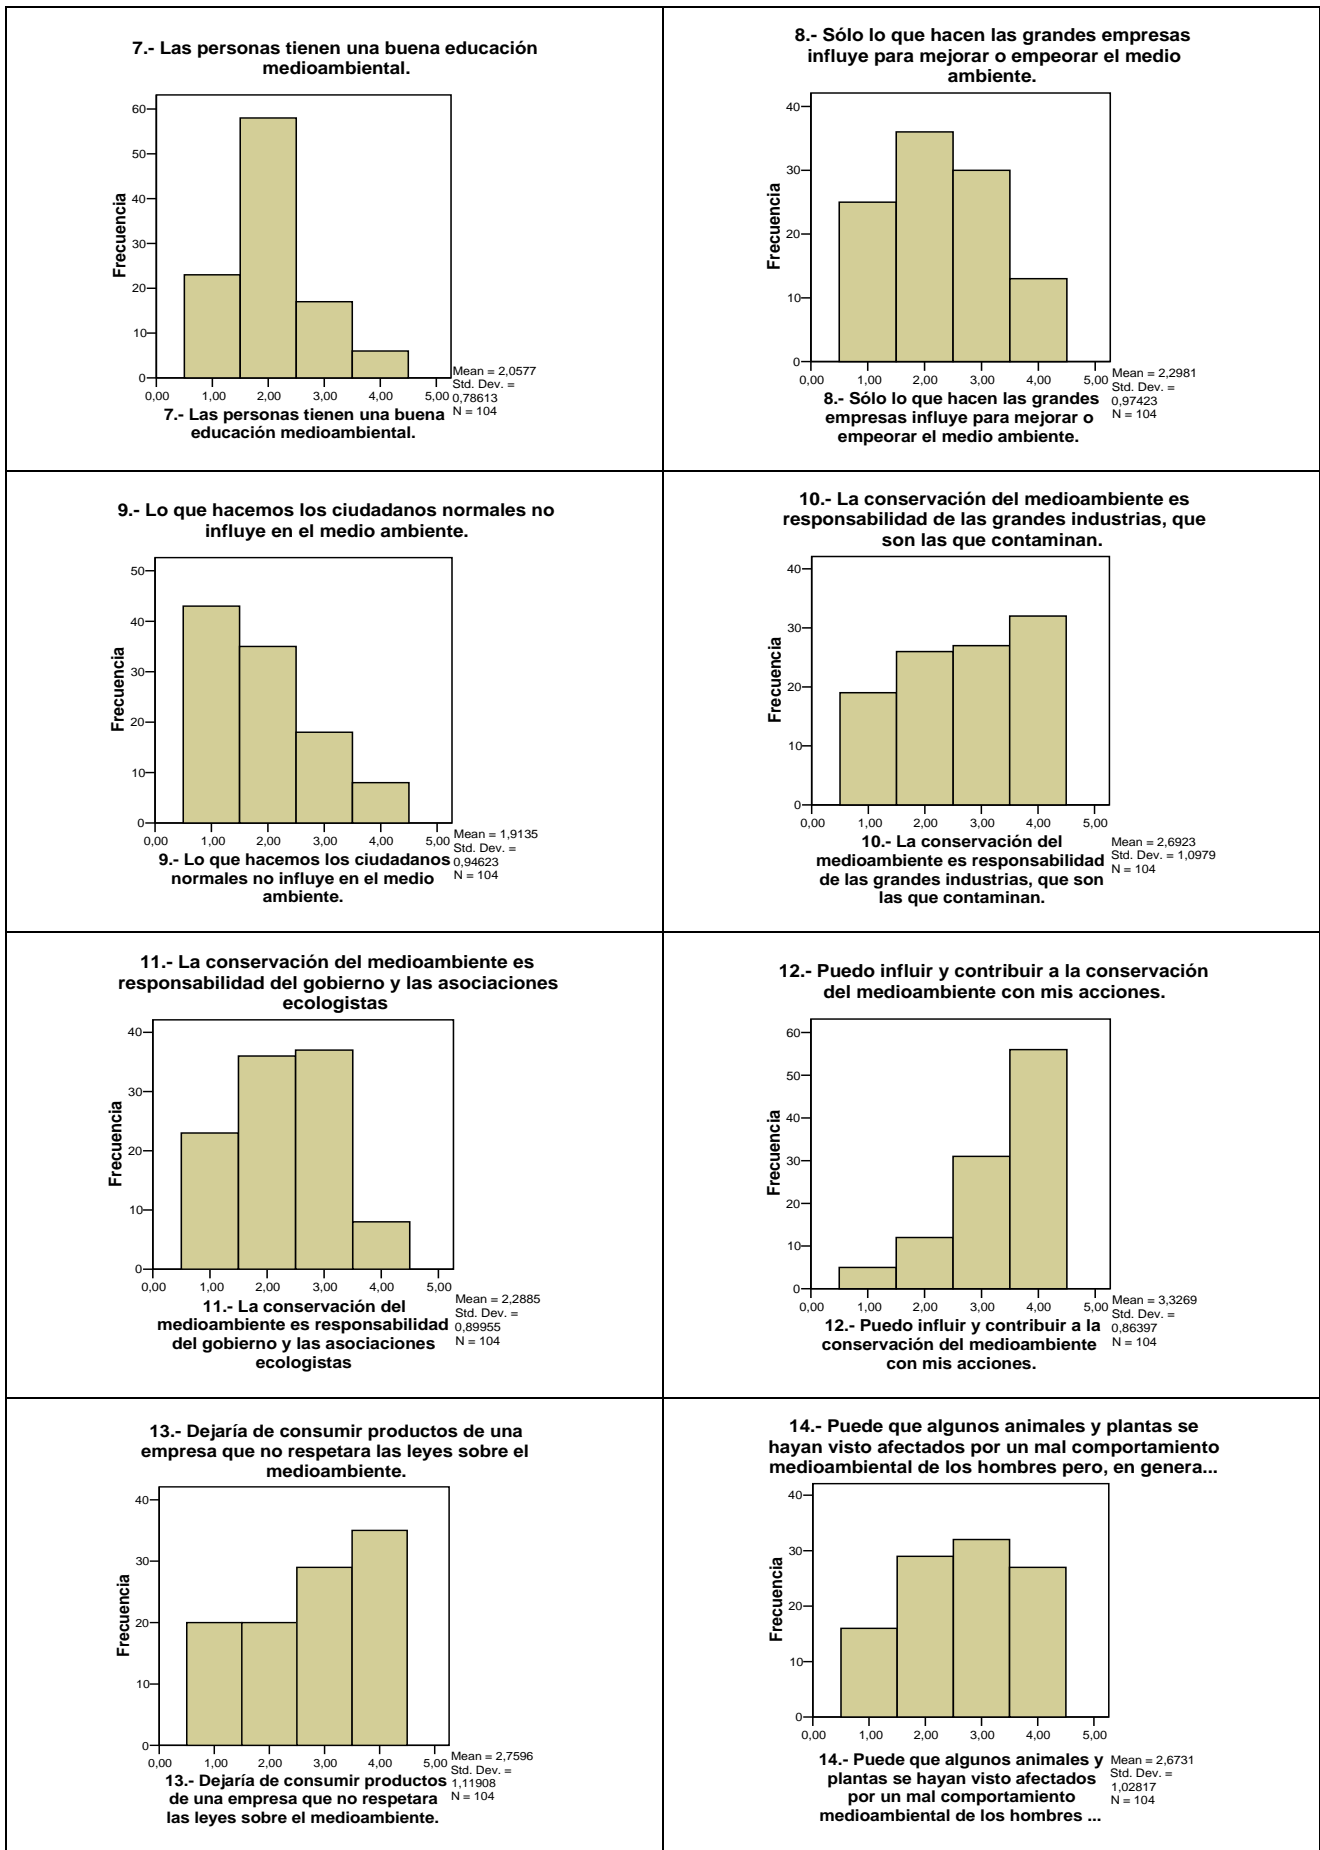 7.- Las personas tienen una buena educación
medioambiental.
60
50
40
30
20
10
0
Frecuencia
0,00 1,00 2,00 3,00 4,00 5,00
7.- Las personas tienen una buena
educación medioambiental.
Mean = 2,0577
Std. Dev. =
0,78613
N = 104
8.- Sólo lo que hacen las grandes empresas
influye para mejorar o empeorar el medio
ambiente.
40
30
20
10
0
Frecuencia
0,00 1,00 2,00 3,00 4,00 5,00
8.- Sólo lo que hacen las grandes
empresas influye para mejorar o
empeorar el medio ambiente.
Mean = 2,2981
Std. Dev. =
0,97423
N = 104
9.- Lo que hacemos los ciudadanos normales no
influye en el medio ambiente.
50
40
30
20
10
0
Frecuencia
0,00 1,00 2,00 3,00 4,00 5,00
9.- Lo que hacemos los ciudadanos
normales no influye en el medio
ambiente.
Mean = 1,9135
Std. Dev. =
0,94623
N = 104
10.- La conservación del medioambiente es
responsabilidad de las grandes industrias, que
son las que contaminan.
40
30
20
10
0
Frecuencia
0,00 1,00 2,00 3,00 4,00 5,00
10.- La conservación del
medioambiente es responsabilidad
de las grandes industrias, que son
las que contaminan.
Mean = 2,6923
Std. Dev. = 1,0979
N = 104
11.- La conservación del medioambiente es
responsabilidad del gobierno y las asociaciones
ecologistas
40
30
20
10
0
Frecuencia
0,00 1,00 2,00 3,00 4,00 5,00
11.- La conservación del
medioambiente es responsabilidad
del gobierno y las asociaciones
ecologistas
Mean = 2,2885
Std. Dev. =
0,89955
N = 104
12.- Puedo influir y contribuir a la conservación
del medioambiente con mis acciones.
60
50
40
30
20
10
0
Frecuencia
0,00 1,00 2,00 3,00 4,00 5,00
12.- Puedo influir y contribuir a la
conservación del medioambiente
con mis acciones.
Mean = 3,3269
Std. Dev. =
0,86397
N = 104
13.- Dejaría de consumir productos de una
empresa que no respetara las leyes sobre el
medioambiente.
40
30
20
10
0
Frecuencia
0,00 1,00 2,00 3,00 4,00 5,00
13.- Dejaría de consumir productos
de una empresa que no respetara
las leyes sobre el medioambiente.
Mean = 2,7596
Std. Dev. =
1,11908
N = 104
14.- Puede que algunos animales y plantas se
hayan visto afectados por un mal comportamiento
medioambiental de los hombres pero, en genera...
40
30
20
10
0
Frecuencia
0,00 1,00 2,00 3,00 4,00 5,00
14.- Puede que algunos animales y
plantas se hayan visto afectados
por un mal comportamiento
medioambiental de los hombres ...
Mean = 2,6731
Std. Dev. =
1,02817
N = 104